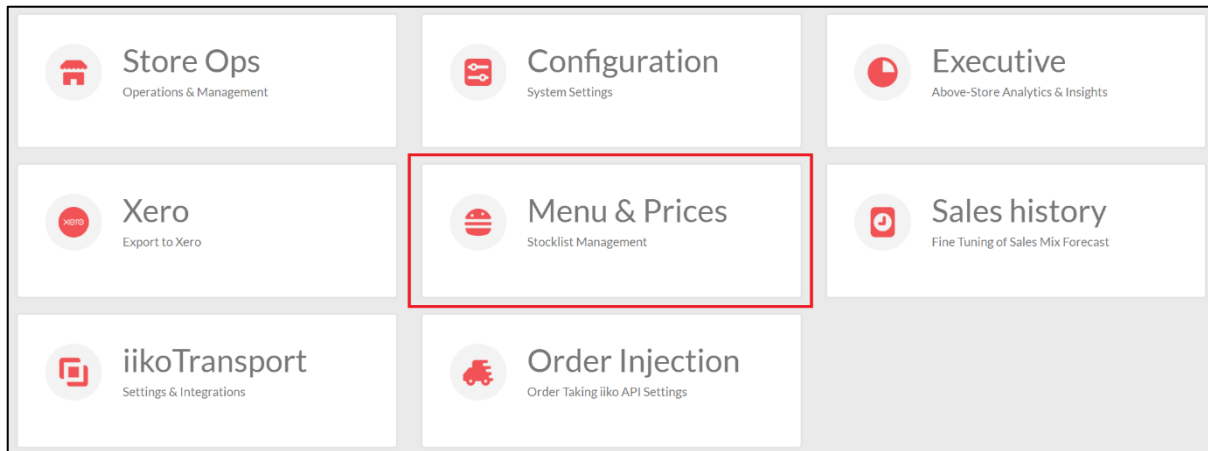 Store Ops
Operations & Management
Configuration
System Settings
Executive
Above-Store Analytics & Insights
xero
Xero
Export to Xero
Menu & Prices
Stocklist Management
Sales history
Fine Tuning of Sales Mix Forecast
iikoTransport
Settings & Integrations
Order Injection
Order Taking iiko API Settings